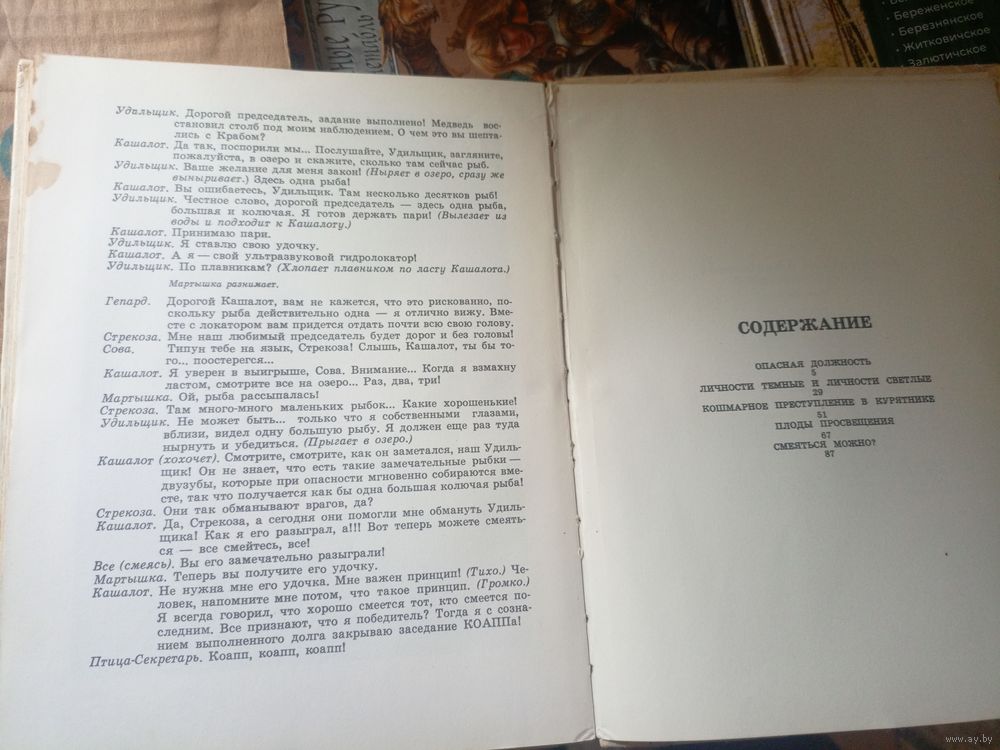 ные Ру
шебль
Бе
Береженское
Березнянское
Житковичское
Залютичское
Удильщик. Дорогой председатель, задание выполнено! Медведь вос-
становил столб под моим наблюдением. О чем это вы шепта-
лись с Крабом?
Кашалот. Да так, поспорили мы... Послушайте, Удильщик, загляните,
пожалуйста, в озеро и скажите, сколько там сейчас рыб.
Удильщик. Ваше желание для меня закон! (Ныряет в озеро, сразу же
выныривает.) Здесь одна рыба!
Кашалот. Вы ошибаетесь, Удильщик. Там несколько десятков рыб!
Удильщик. Честное слово, дорогой председатель — здесь одна рыба,
большая и колючая. Я готов держать пари! (Вылезает из
воды и подходит к Кашалоту.)
Кашалот. Принимаю пари.
Удильщик. Я ставлю свою удочку.
Кашалот. А я — свой ультразвуковой гидролокатор!
Удильщик. По плавникам? (Хлопает плавником по ласту Кашалота.)
Мартышка разнимает.
Гепард. Дорогой Кашалот, вам не кажется, что это рискованно, по-
скольку рыба действительно одна — я отлично вижу. Вме-
сте с локатором вам придется отдать почти всю свою голову.
Стрекоза. Мне наш любимый председатель будет дорог и без головы!
Сова. Типун тебе на язык, Стрекоза! Слышь, Кашалот, ты бы то-
го... поостерегся...
Кашалот. Я уверен в выигрыше, Сова. Внимание... Когда я взмахну
ластом, смотрите все на озеро... Раз, два, три!
Мартышка. Ой, рыба рассыпалась!
Стрекоза. Там много-много маленьких рыбок... Какие хорошенькие!
Удильщик. Не может быть... только что я собственными глазами,
вблизи, видел одну большую рыбу. Я должен еще раз туда
нырнуть и убедиться. (Прыгает в озеро.)
Кашалот (хохочет). Смотрите, смотрите, как он заметался, наш Удиль-
щик! Он не знает, что есть такие замечательные рыбки —
двузубы, которые при опасности мгновенно собираются вме-
сте, так что получается как бы одна большая колючая рыба!
Стрекоза. Они так обманывают врагов, да?
Кашалот. Да, Стрекоза, а сегодня они помогли мне обмануть Удиль-
щика! Как я его разыграл, а!!! Вот теперь можете смеять-
ся — все смейтесь, все!
Все (смеясь). Вы его замечательно разыграли!
Мартышка. Теперь вы получите его удочку.
Кашалот. Не нужна мне его удочка. Мне важен принцип! (Тихо.) Че-
ловек, напомните мне потом, что такое принцип. (Громко.)
Я всегда говорил, что хорошо смеется тот, кто смеется по-
следним. Все признают, что я победитель? Тогда я с созна-
нием выполненного долга закрываю заседание КОАППа!
Птица-Секретарь. Коапп, коапп, коапп!
СОДЕРЖАНИЕ
ОПАСНАЯ ДОЛЖНОСТЬ
5
ЛИЧНОСТИ ТЕМНЫЕ И ЛИЧНОСТИ СВЕТЛЫЕ
29
КОШМАРНОЕ ПРЕСТУПЛЕНИЕ В КУРЯТНИКЕ
51
ПЛОДЫ ПРОСВЕЩЕНИЯ
67
СМЕЯТЬСЯ МОЖНО?
87
www.ay.by